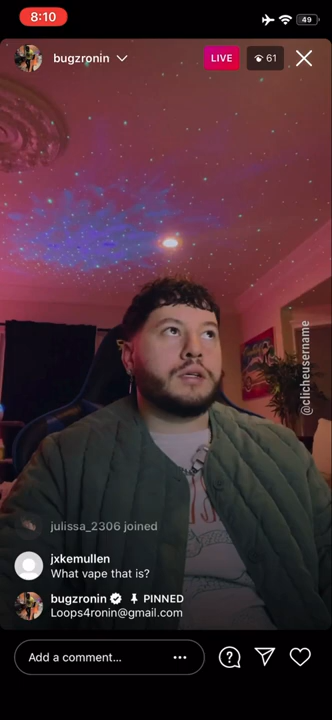 8:10
49
bugzronin
LIVE
61
@clicheusername
julissa_2306 joined
jxkemullen
What vape that is?
bugzronin PINNED
Loops4ronin@gmail.com
Add a comment...